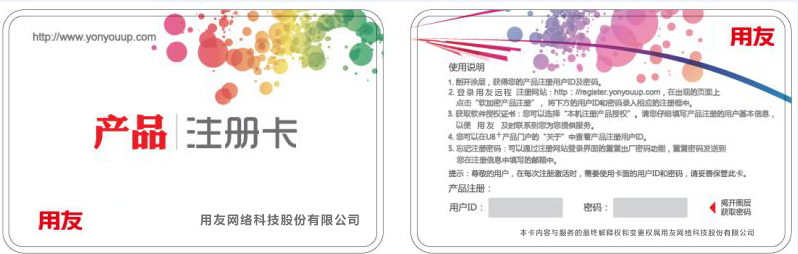 http://www.yonyouup.com
产品 注册卡
用友
用友网络科技股份有限公司
用友
使用说明
1. 刮开涂层，获得您的产品注册用户ID及密码。
2. 登录用友远程 注册网站：http：//register.yonyouup.com，在出现的页面上
点击“软加密产品注册”，将下方的用户ID和密码录入相应的注册框中。
3. 获取软件授权证书：您可以选择“本机注册产品授权”。请您仔细填写产品注册的用户基本信息，
以便 用友 及时联系到您为您提供服务。
4. 您可以在U8⁺产品门户的“关于”中查看产品注册用户ID。
5. 忘记注册密码：可以通过注册网站登录界面的重置出厂密码功能，重置密码发送到
您在注册信息中填写的邮箱中。
提示：尊敬的用户，在每次注册激活时，需要使用卡面的用户ID和密码，请妥善保管此卡。
产品注册：
用户ID： 密码： 揭开图层
获取密码
本卡内容与服务的最终解释权和变更权属用友网络科技股份有限公司